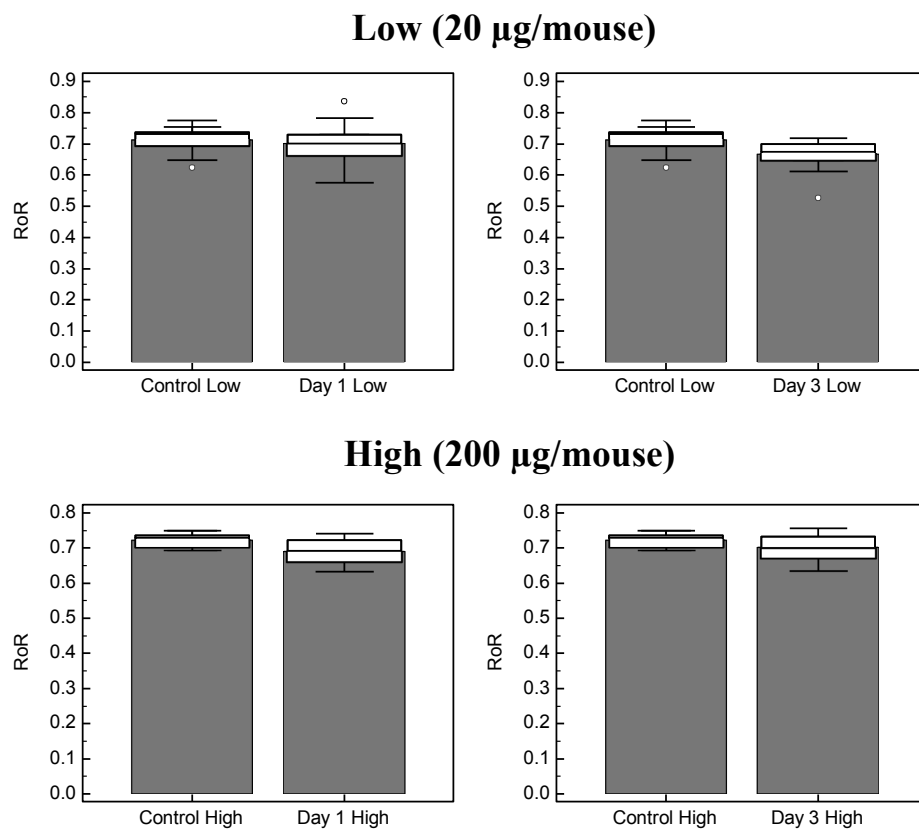 Low (20 μg/mouse)
0.9
0.8
0.7
0.6
0.5
0.4
0.3
0.2
0.1
0.0
RoR
Control Low
Day 1 Low
0.9
0.8
0.7
0.6
0.5
0.4
0.3
0.2
0.1
0.0
RoR
Control Low
Day 3 Low
High (200 μg/mouse)
0.8
0.7
0.6
0.5
0.4
0.3
0.2
0.1
0.0
RoR
Control High
Day 1 High
0.8
0.7
0.6
0.5
0.4
0.3
0.2
0.1
0.0
RoR
Control High
Day 3 High